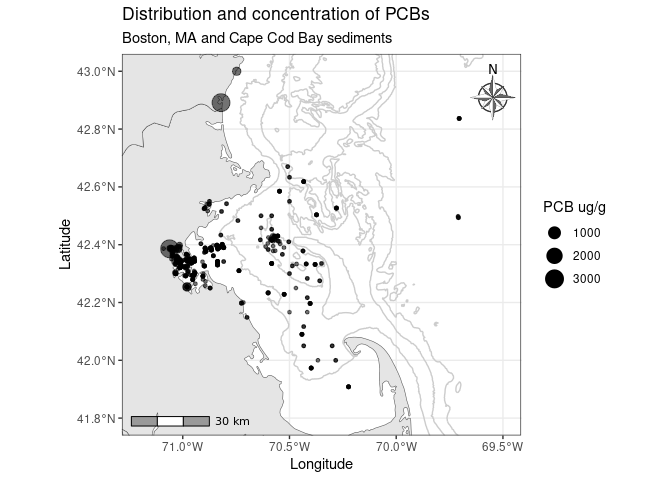 Distribution and concentration of PCBs
Boston, MA and Cape Cod Bay sediments
43.0°N
42.8°N
42.6°N
42.4°N
42.2°N
42.0°N
41.8°N
Latitude
N
30 km
71.0°W 70.5°W 70.0°W 69.5°W
Longitude
PCB ug/g
1000
2000
3000